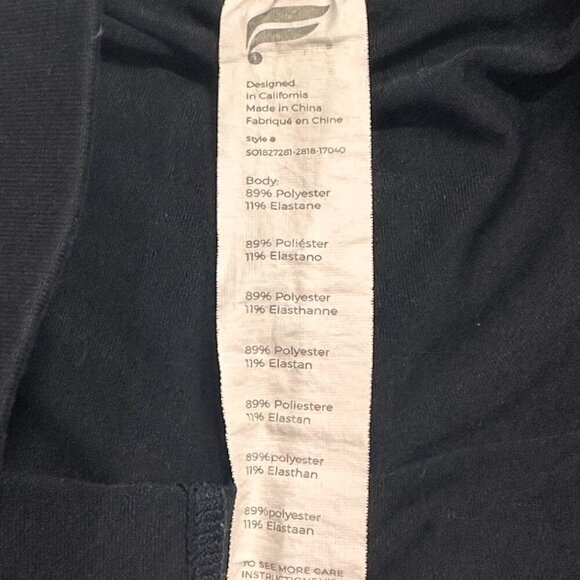 Designed
In California
Made in China
Fabriqué en Chine
Style #
SO1827281-2818-17040
Body:
89% Polyester
11% Elastane
89% Poliéster
11% Elastano
89% Polyester
11% Elasthanne
89% Polyester
11% Elastan
89% Poliestere
11% Elastan
89%polyester
11% Elasthan
89%polyester
11% Elastaan
TO SEE MORE CARE